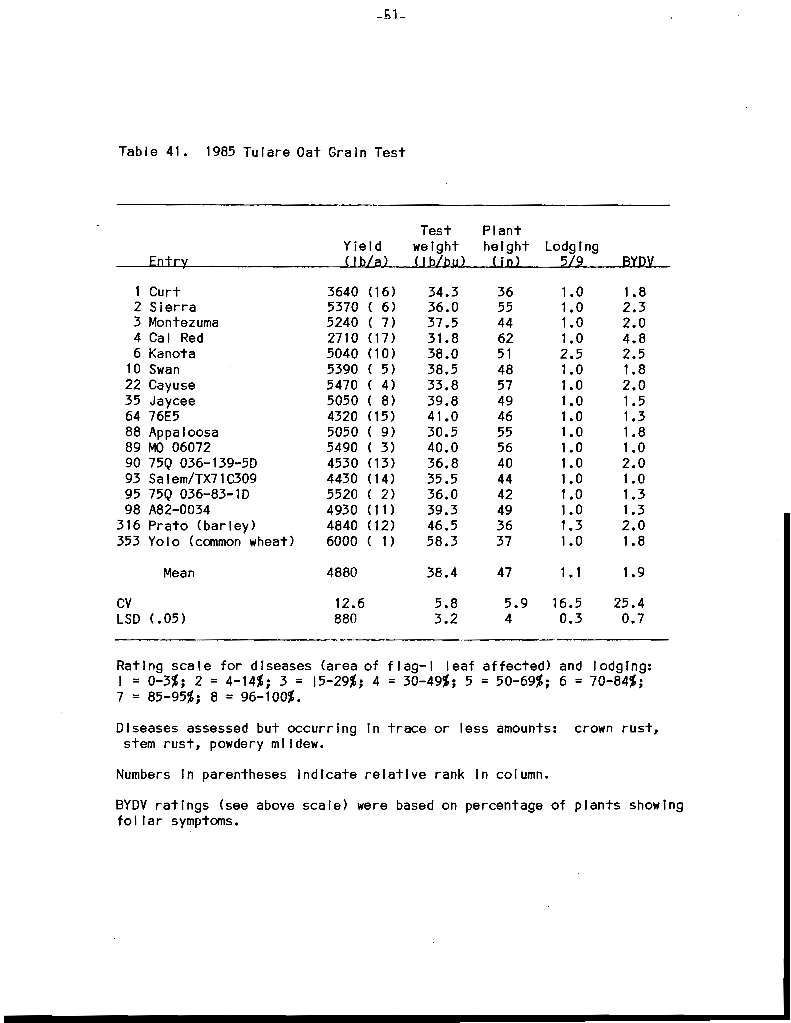 -51-
Table 41. 1985 Tulare Oat Grain Test
Test Plant
Yield weight height Lodging
Entry (lb/a) (lb/bu) (in) 5/9 BYDV
1 Curt 3640 (16) 34.3 36 1.0 1.8
2 Sierra 5370 ( 6) 36.0 55 1.0 2.3
3 Montezuma 5240 ( 7) 37.5 44 1.0 2.0
4 Cal Red 2710 (17) 31.8 62 1.0 4.8
6 Kanota 5040 (10) 38.0 51 2.5 2.5
10 Swan 5390 ( 5) 38.5 48 1.0 1.8
22 Cayuse 5470 ( 4) 33.8 57 1.0 2.0
35 Jaycee 5050 ( 8) 39.8 49 1.0 1.5
64 76E5 4320 (15) 41.0 46 1.0 1.3
88 Appaloosa 5050 ( 9) 30.5 55 1.0 1.8
89 MO 06072 5490 ( 3) 40.0 56 1.0 1.0
90 75Q 036-139-5D 4530 (13) 36.8 40 1.0 2.0
93 Salem/TX71C309 4430 (14) 35.5 44 1.0 1.0
95 75Q 036-83-1D 5520 ( 2) 36.0 42 1.0 1.3
98 A82-0034 4930 (11) 39.3 49 1.0 1.3
316 Prato (barley) 4840 (12) 46.5 36 1.3 2.0
353 Yolo (common wheat) 6000 ( 1) 58.3 37 1.0 1.8
Mean 4880 38.4 47 1.1 1.9
CV 12.6 5.8 5.9 16.5 25.4
LSD (.05) 880 3.2 4 0.3 0.7
Rating scale for diseases (area of flag-1 leaf affected) and lodging:
1 = 0-3%; 2 = 4-14%; 3 = 15-29%; 4 = 30-49%; 5 = 50-69%; 6 = 70-84%;
7 = 85-95%; 8 = 96-100%.
Diseases assessed but occurring in trace or less amounts: crown rust,
stem rust, powdery mildew.
Numbers in parentheses indicate relative rank in column.
BYDV ratings (see above scale) were based on percentage of plants showing
foliar symptoms.